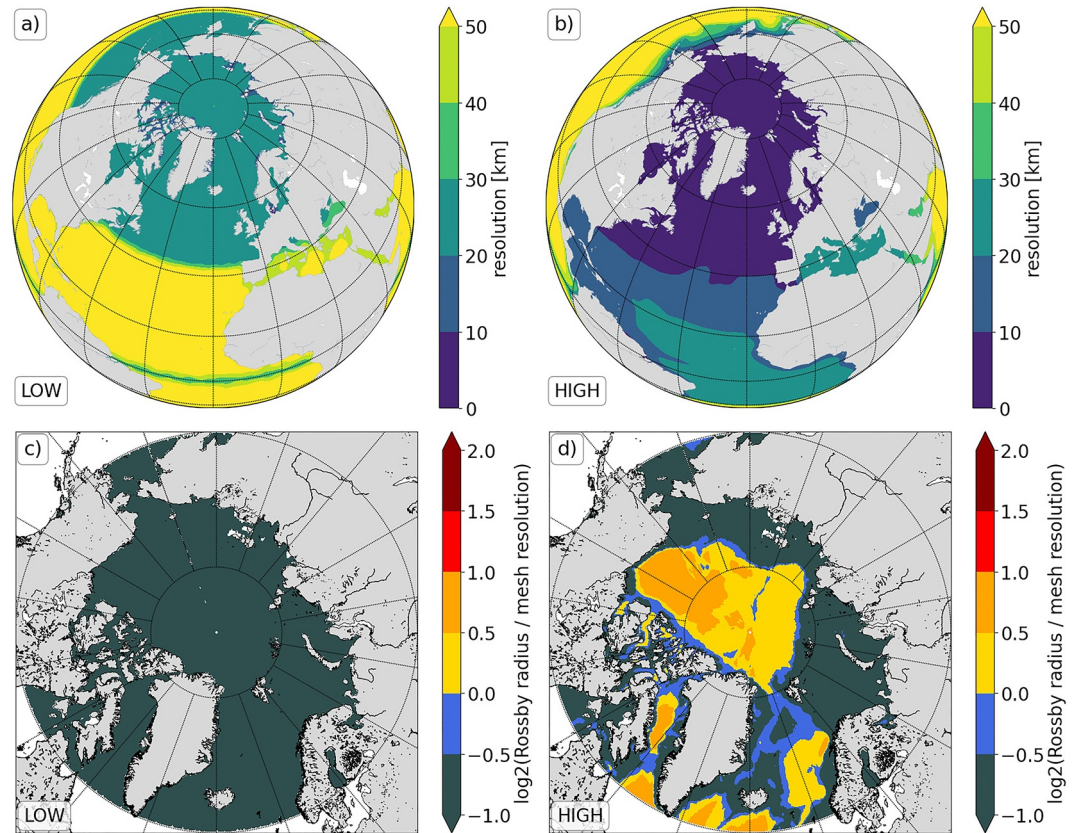 a)
50
40
30
20
10
0
resolution [km]
LOW
b)
50
40
30
20
10
0
resolution [km]
HIGH
c)
2.0
1.5
1.0
0.5
0.0
−0.5
−1.0
log2(Rossby radius / mesh resolution)
LOW
d)
2.0
1.5
1.0
0.5
0.0
−0.5
−1.0
log2(Rossby radius / mesh resolution)
HIGH